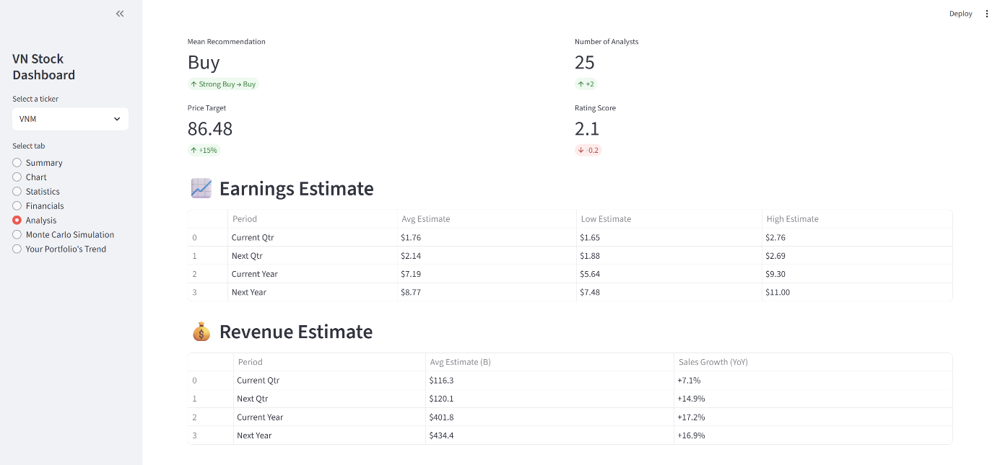 Deploy
VN Stock
Dashboard
Select a ticker
VNM
Select tab
Summary
Chart
Statistics
Financials
Analysis
Monte Carlo Simulation
Your Portfolio's Trend
Mean Recommendation
Buy
↑ Strong Buy → Buy
Number of Analysts
25
↑ +2
Price Target
86.48
↑ +15%
Rating Score
2.1
↓ -0.2
Earnings Estimate
Period Avg Estimate Low Estimate High Estimate
0 Current Qtr $1.76 $1.65 $2.76
1 Next Qtr $2.14 $1.88 $2.69
2 Current Year $7.19 $5.64 $9.30
3 Next Year $8.77 $7.48 $11.00
Revenue Estimate
Period Avg Estimate (B) Sales Growth (YoY)
0 Current Qtr $116.3 +7.1%
1 Next Qtr $120.1 +14.9%
2 Current Year $401.8 +17.2%
3 Next Year $434.4 +16.9%